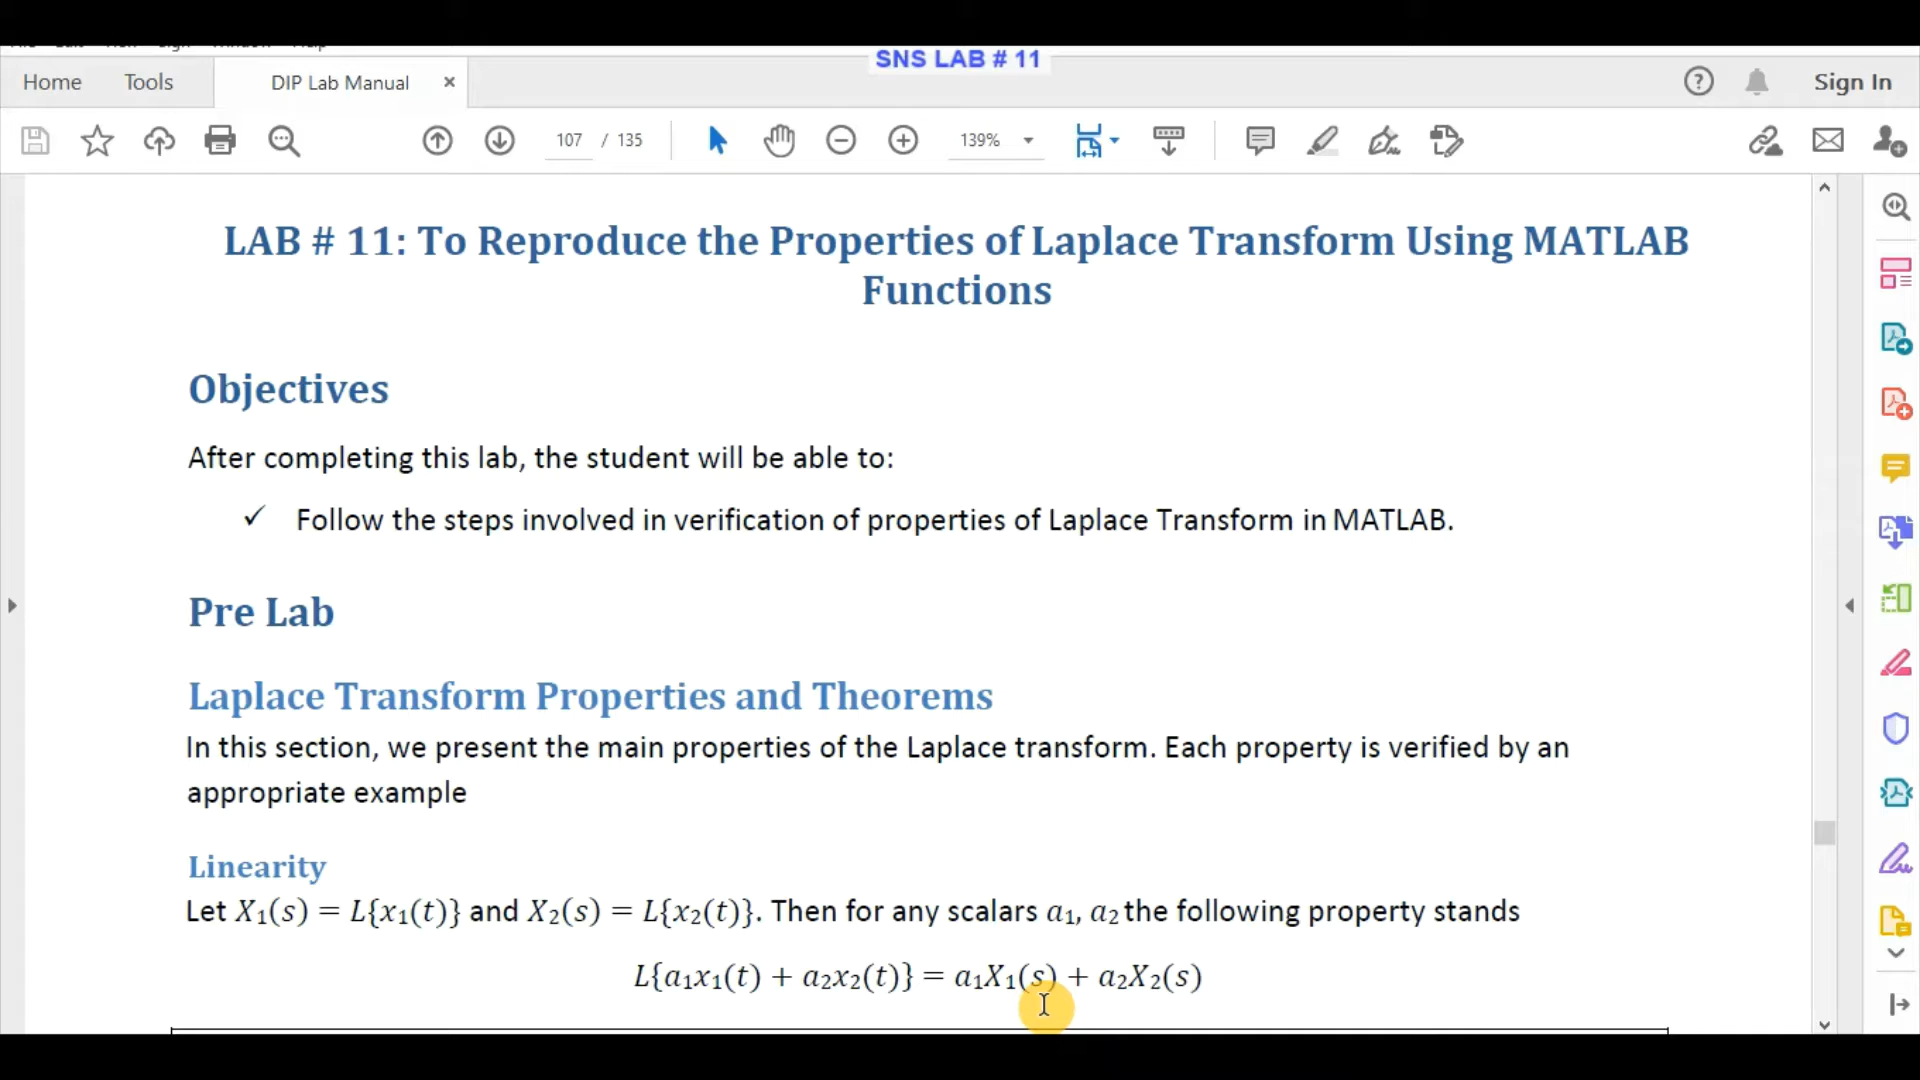 SNS LAB # 11
Home Tools DIP Lab Manual × Sign In
107 / 135 139%
LAB # 11: To Reproduce the Properties of Laplace Transform Using MATLAB
Functions
Objectives
After completing this lab, the student will be able to:
✓ Follow the steps involved in verification of properties of Laplace Transform in MATLAB.
Pre Lab
Laplace Transform Properties and Theorems
In this section, we present the main properties of the Laplace transform. Each property is verified by an
appropriate example
Linearity
Let X₁(s) = L{x₁(t)} and X₂(s) = L{x₂(t)}. Then for any scalars a₁, a₂ the following property stands
L{a₁x₁(t) + a₂x₂(t)} = a₁X₁(s) + a₂X₂(s)